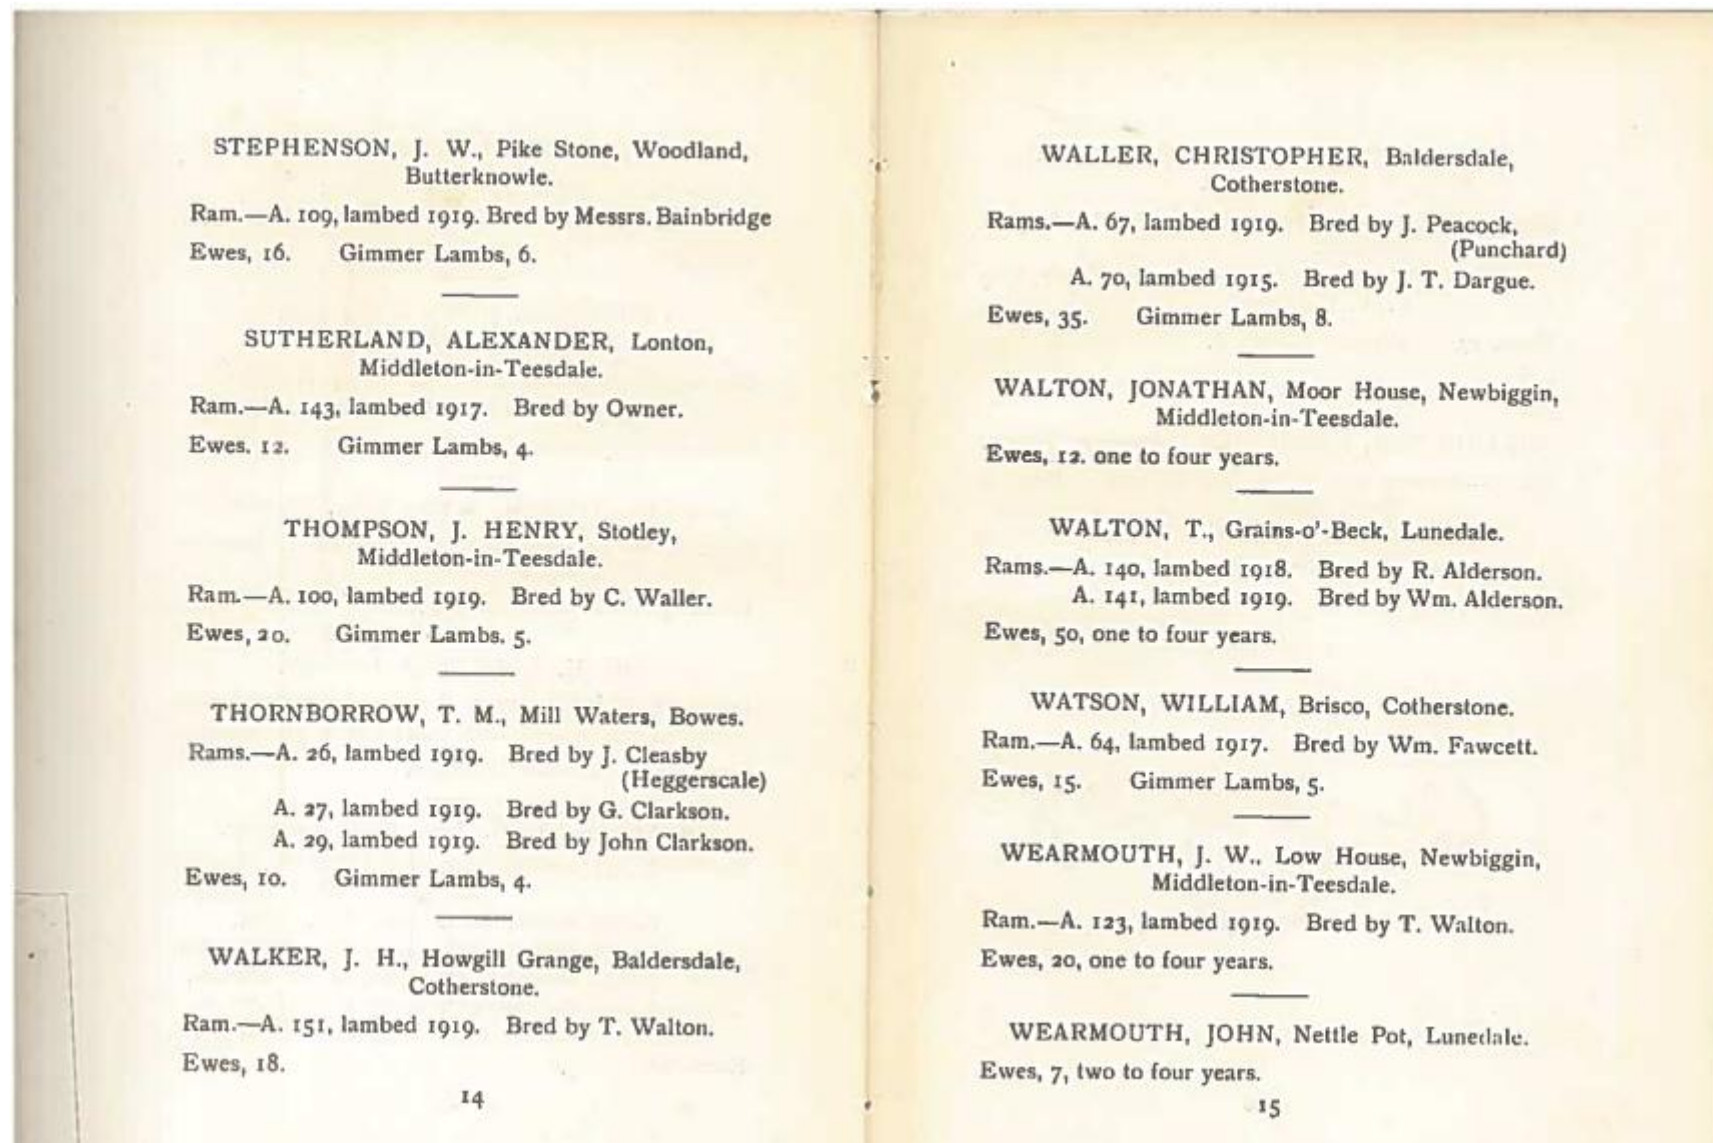 STEPHENSON, J. W., Pike Stone, Woodland,
Butterknowle.
Ram.—A. 109, lambed 1919. Bred by Messrs. Bainbridge
Ewes, 16. Gimmer Lambs, 6.
SUTHERLAND, ALEXANDER, Lonton,
Middleton-in-Teesdale.
Ram.—A. 143, lambed 1917. Bred by Owner.
Ewes. 12. Gimmer Lambs, 4.
THOMPSON, J. HENRY, Stotley,
Middleton-in-Teesdale.
Ram.—A. 100, lambed 1919. Bred by C. Waller.
Ewes, 20. Gimmer Lambs. 5.
THORNBORROW, T. M., Mill Waters, Bowes.
Rams.—A. 26, lambed 1919. Bred by J. Cleasby
(Heggerscale)
A. 27, lambed 1919. Bred by G. Clarkson.
A. 29, lambed 1919. Bred by John Clarkson.
Ewes, 10. Gimmer Lambs, 4.
WALKER, J. H., Howgill Grange, Baldersdale,
Cotherstone.
Ram.—A. 151, lambed 1919. Bred by T. Walton.
Ewes, 18.
14
WALLER, CHRISTOPHER, Baldersdale,
Cotherstone.
Rams.—A. 67, lambed 1919. Bred by J. Peacock,
(Punchard)
A. 70, lambed 1915. Bred by J. T. Dargue.
Ewes, 35. Gimmer Lambs, 8.
WALTON, JONATHAN, Moor House, Newbiggin,
Middleton-in-Teesdale.
Ewes, 12. one to four years.
WALTON, T., Grains-o'-Beck, Lunedale.
Rams.—A. 140, lambed 1918. Bred by R. Alderson.
A. 141, lambed 1919. Bred by Wm. Alderson.
Ewes, 50, one to four years.
WATSON, WILLIAM, Brisco, Cotherstone.
Ram.—A. 64, lambed 1917. Bred by Wm. Fawcett.
Ewes, 15. Gimmer Lambs, 5.
WEARMOUTH, J. W.. Low House, Newbiggin,
Middleton-in-Teesdale.
Ram.—A. 123, lambed 1919. Bred by T. Walton.
Ewes, 20, one to four years.
WEARMOUTH, JOHN, Nettle Pot, Lunedale.
Ewes, 7, two to four years.
15